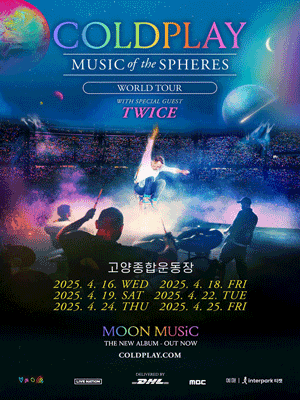 COLDPLAY
MUSIC of the SPHERES
WORLD TOUR
WITH SPECIAL GUEST
TWICE
고양종합운동장
2025. 4. 16. WED 2025. 4. 18. FRI
2025. 4. 19. SAT 2025. 4. 22. TUE
2025. 4. 24. THU 2025. 4. 25. FRI
MOON MUSiC
THE NEW ALBUM - OUT NOW
COLDPLAY.COM
DELIVERED BY
LIVE NATION DHL MBC interpark 티켓